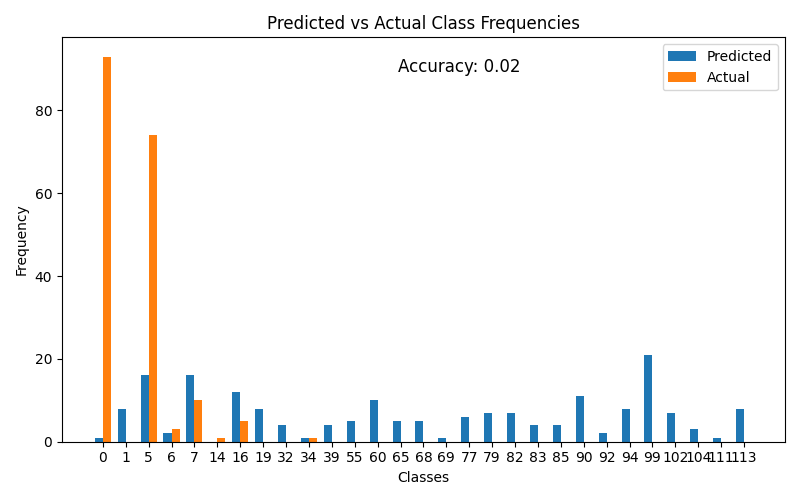 Predicted vs Actual Class Frequencies
Accuracy: 0.02
Predicted
Actual
Frequency
80
60
40
20
0
0 1 5 6 7 14 16 19 32 34 39 55 60 65 68 69 77 79 82 83 85 90 92 94 99 102 104 111 113
Classes